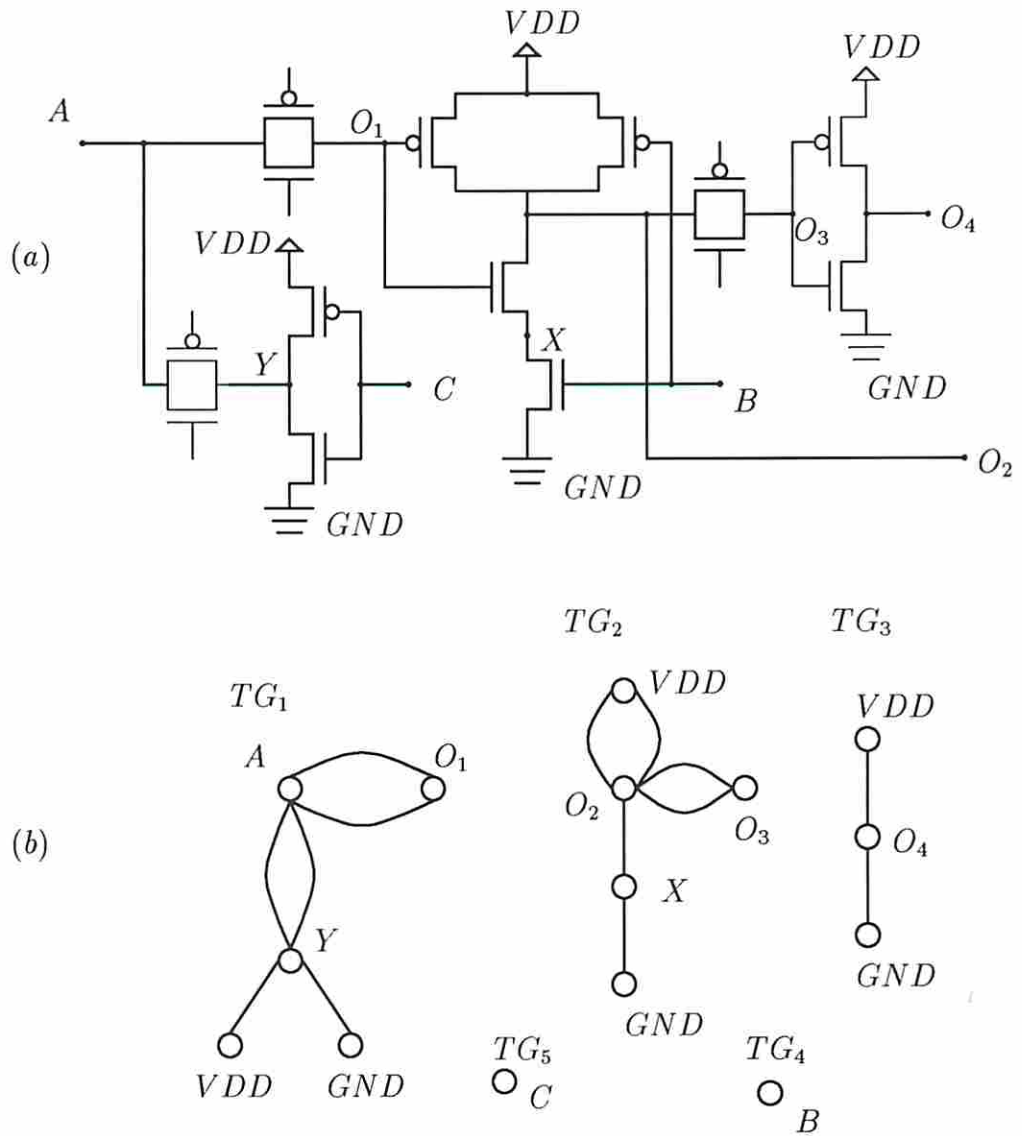 VDD
VDD
A
O₁
(a)
VDD
O₃
O₄
Y
X
C
B
GND
O₂
GND
GND
TG₂
TG₃
TG₁
VDD
VDD
A
O₁
O₂
O₃
O₄
(b)
X
Y
GND
GND
TG₅
TG₄
VDD
GND
C
B